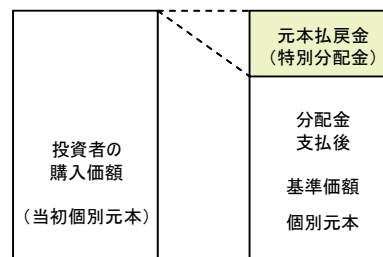 投資者の
購入価額
（当初個別元本）
元本払戻金
（特別分配金）
分配金
支払後
基準価額
個別元本